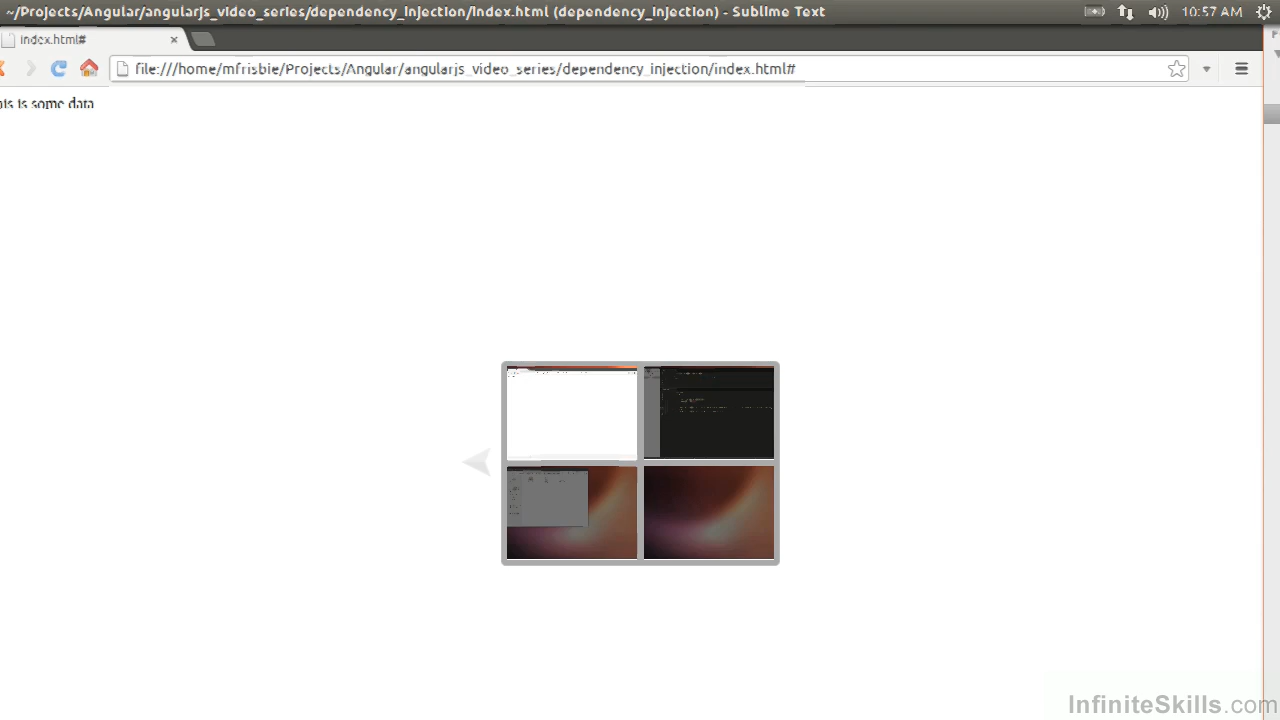 ~/Projects/Angular/angularjs_video_series/dependency_injection/index.html (dependency_injection) - Sublime Text
10:57 AM
index.html#
file:///home/mfrisbie/Projects/Angular/angularjs_video_series/dependency_injection/index.html#
his is some data
InfiniteSkills.com